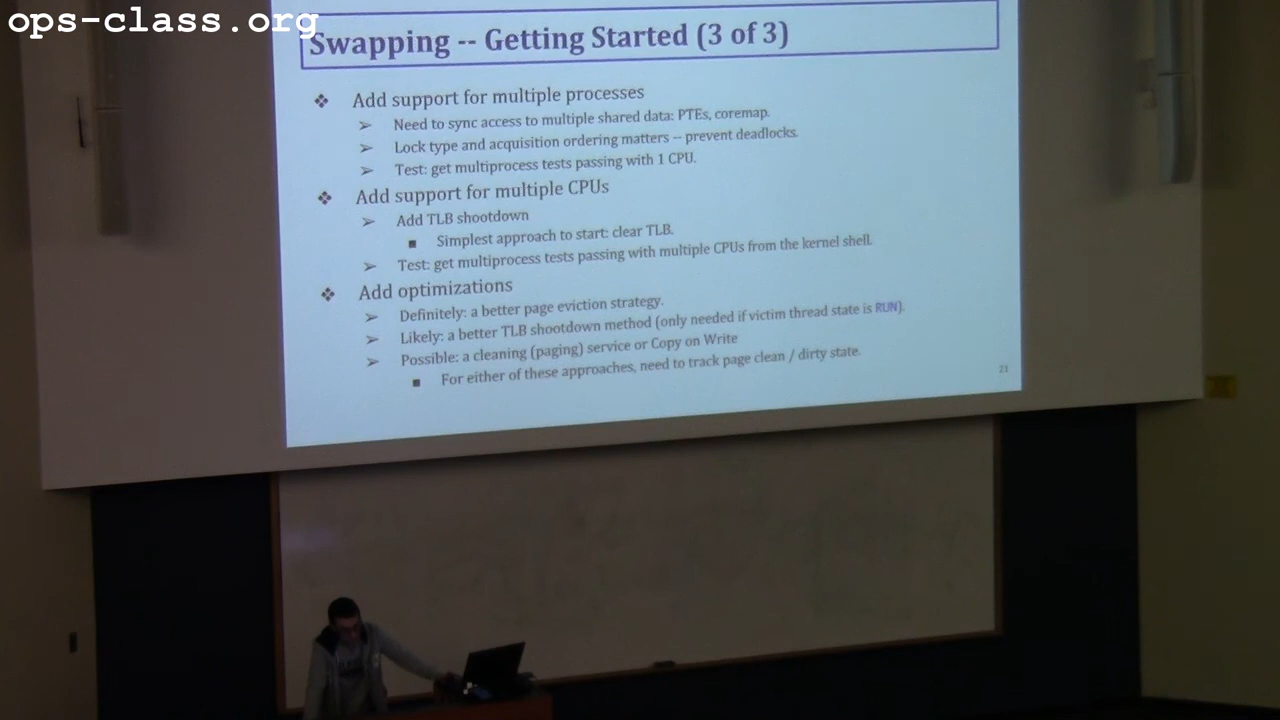 ops-class.org
Swapping -- Getting Started (3 of 3)
❖ Add support for multiple processes
➢ Need to sync access to multiple shared data: PTEs, coremap.
➢ Lock type and acquisition ordering matters -- prevent deadlocks.
➢ Test: get multiprocess tests passing with 1 CPU.
❖ Add support for multiple CPUs
➢ Add TLB shootdown
■ Simplest approach to start: clear TLB.
➢ Test: get multiprocess tests passing with multiple CPUs from the kernel shell.
❖ Add optimizations
➢ Definitely: a better page eviction strategy.
➢ Likely: a better TLB shootdown method (only needed if victim thread state is RUN).
➢ Possible: a cleaning (paging) service or Copy on Write
■ For either of these approaches, need to track page clean / dirty state.
21